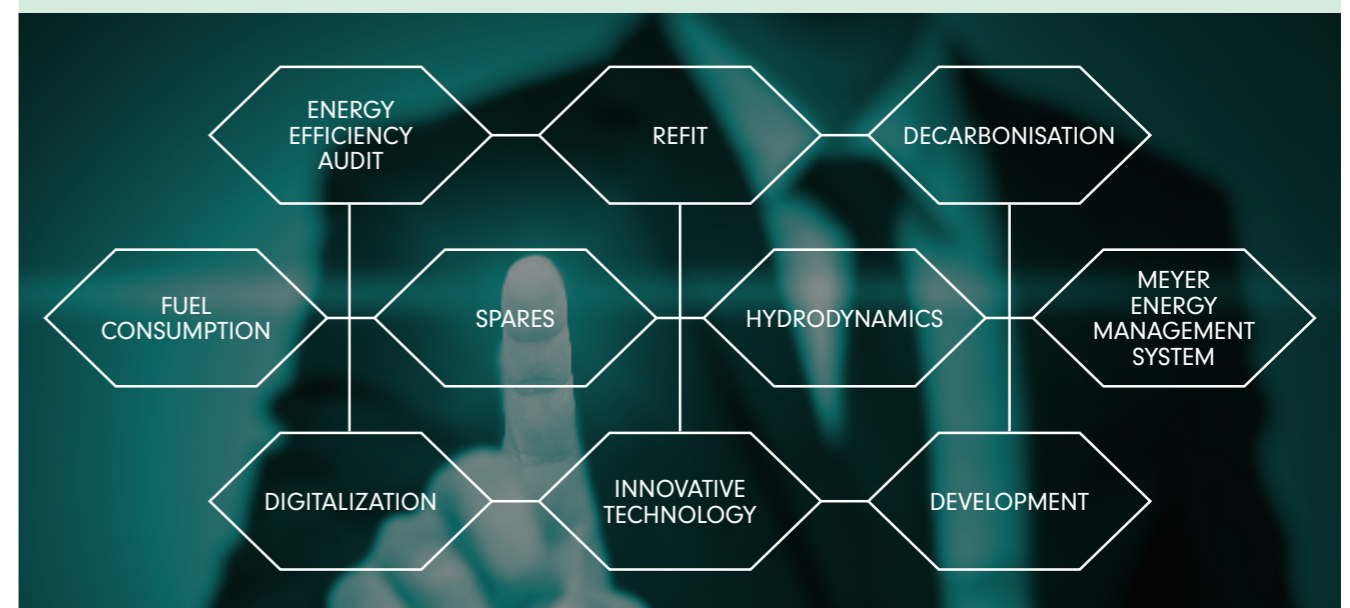 ENERGY
EFFICIENCY
AUDIT
REFIT
DECARBONISATION
FUEL
CONSUMPTION
SPARES
HYDRODYNAMICS
MEYER
ENERGY
MANAGEMENT
SYSTEM
DIGITALIZATION
INNOVATIVE
TECHNOLOGY
DEVELOPMENT